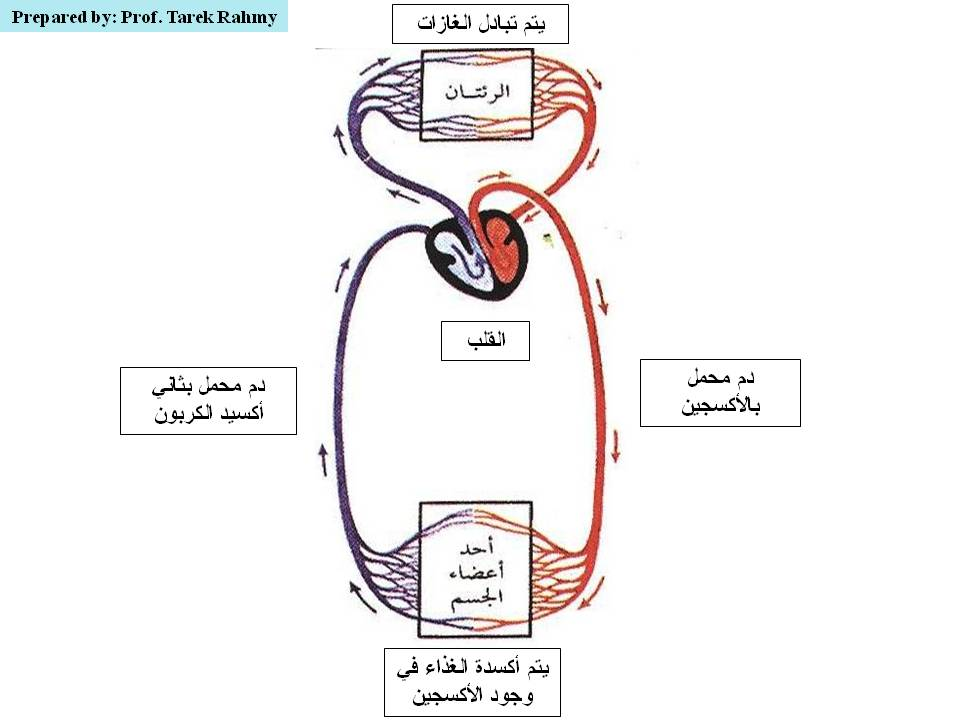 Prepared by: Prof. Tarek Rahmy
يتم تبادل الغازات
الرئتــان
القلب
دم محمل
بالأكسجين
دم محمل بثاني
أكسيد الكربون
أحد
أعضاء
الجسم
يتم أكسدة الغذاء في
وجود الأكسجين